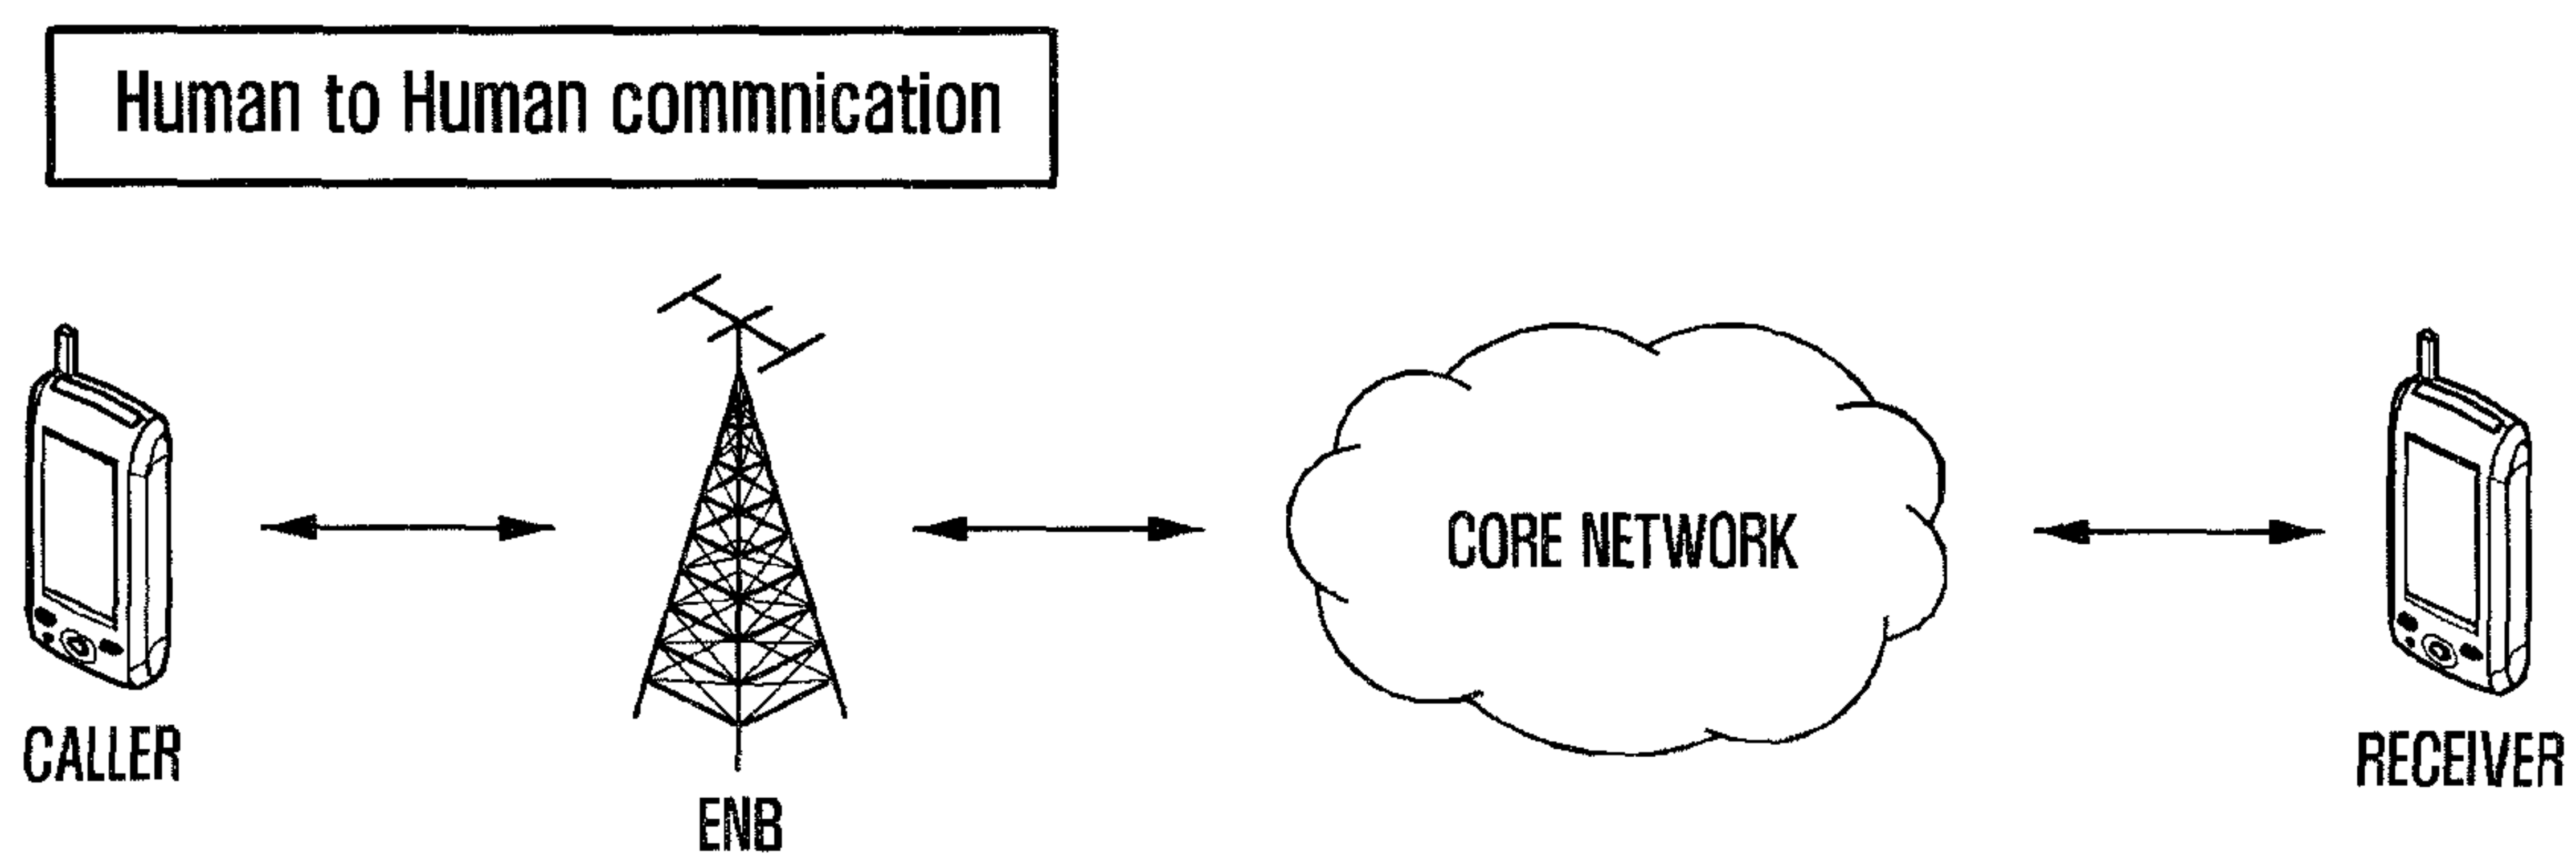 Human to Human commnication
CORE NETWORK
CALLER
ENB
RECEIVER